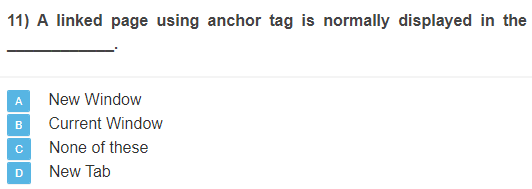 11) A linked page using anchor tag is normally displayed in the
____________.
A New Window
B Current Window
C None of these
D New Tab